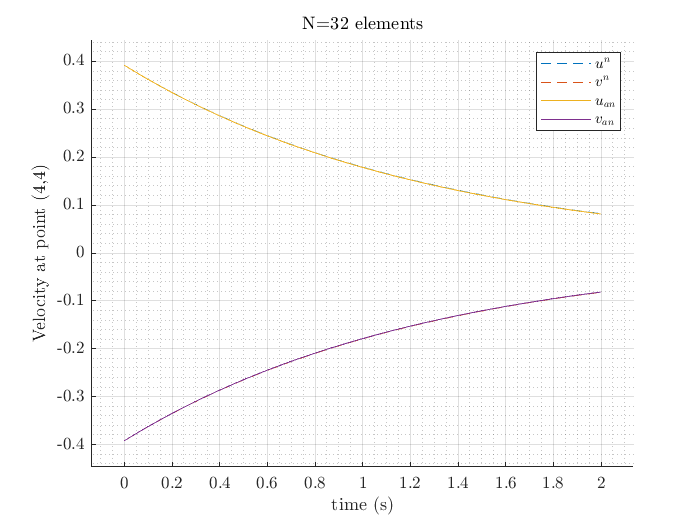 N=32 elements
uⁿ
vⁿ
u_an
v_an
0.4
0.3
0.2
0.1
0
-0.1
-0.2
-0.3
-0.4
Velocity at point (4,4)
0 0.2 0.4 0.6 0.8 1 1.2 1.4 1.6 1.8 2
time (s)